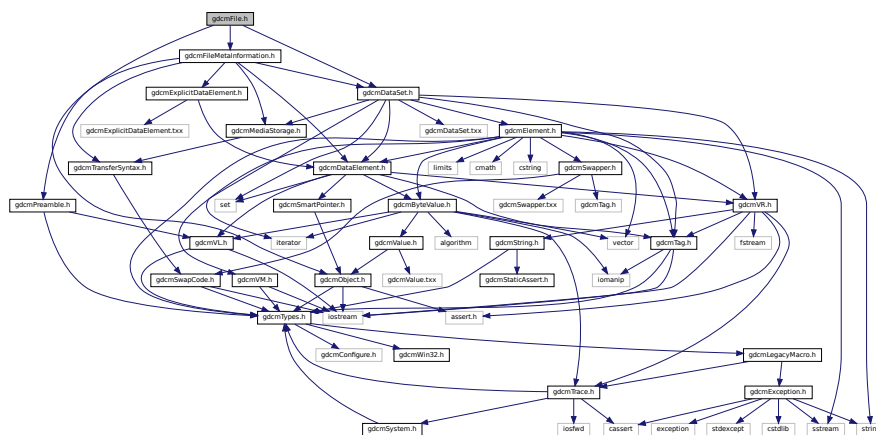 gdcmFile.h
gdcmFileMetaInformation.h
gdcmExplicitDataElement.h
gdcmDataSet.h
gdcmExplicitDataElement.txx
gdcmMediaStorage.h
gdcmDataSet.txx
gdcmElement.h
gdcmTransferSyntax.h
gdcmDataElement.h
limits
cmath
cstring
gdcmSwapper.h
gdcmPreamble.h
set
gdcmSmartPointer.h
gdcmByteValue.h
gdcmSwapper.txx
gdcmTag.h
gdcmVR.h
gdcmVL.h
iterator
gdcmValue.h
algorithm
gdcmString.h
vector
gdcmTag.h
fstream
gdcmSwapCode.h
gdcmVM.h
gdcmObject.h
gdcmValue.txx
gdcmStaticAssert.h
iomanip
gdcmTypes.h
iostream
assert.h
gdcmConfigure.h
gdcmWin32.h
gdcmLegacyMacro.h
gdcmTrace.h
gdcmException.h
gdcmSystem.h
iosfwd
cassert
exception
stdexcept
cstdlib
sstream